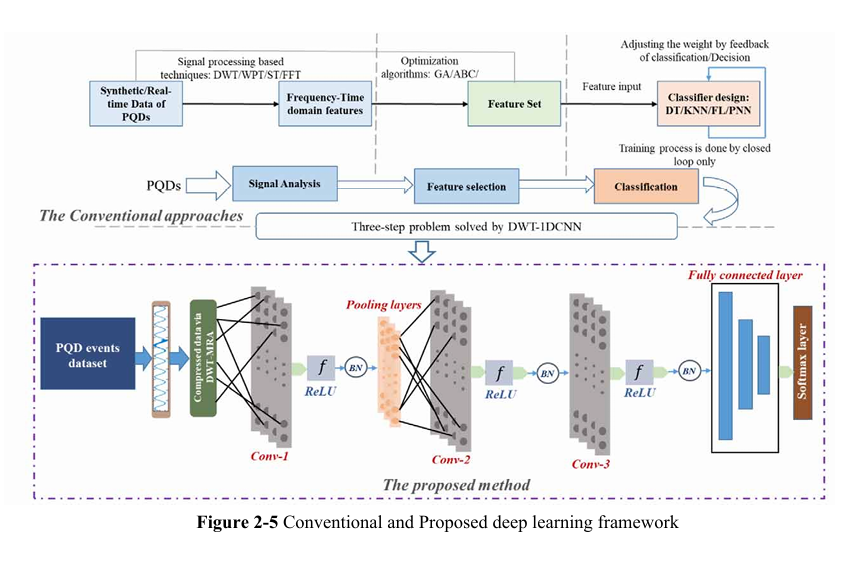 Adjusting the weight by feedback
of classification/Decision
Signal processing based
techniques: DWT/WPT/ST/FFT
Optimization
algorithms: GA/ABC/
Feature input
Synthetic/Real-
time Data of
PQDs
Frequency-Time
domain features
Feature Set
Classifier design:
DT/KNN/FL/PNN
Training process is done by closed
loop only
PQDs
Signal Analysis
Feature selection
Classification
The Conventional approaches
Three-step problem solved by DWT-1DCNN
Fully connected layer
Pooling layers
PQD events
dataset
Compressed data via
DWT-MRA
f
ReLU
BN
f
ReLU
BN
f
ReLU
BN
Softmax layer
Conv-1
Conv-2
Conv-3
The proposed method
Figure 2-5 Conventional and Proposed deep learning framework